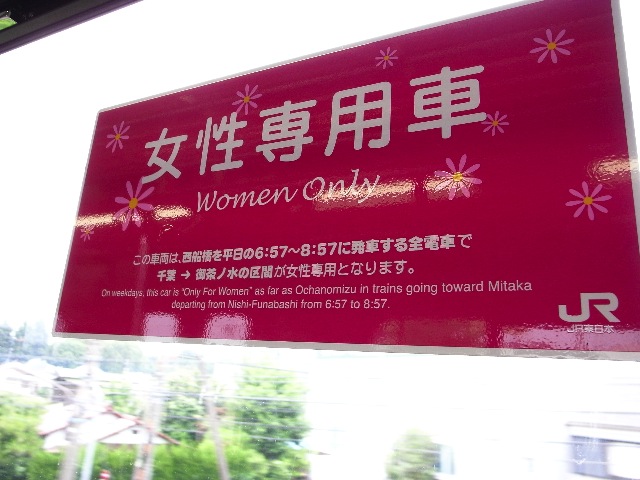 女性専用車
Women Only
この車両は、西船橋を平日の6:57〜8:57に発車する全電車で
千葉 → 御茶ノ水の区間が女性専用となります。
On weekdays, this car is "Only For Women" as far as Ochanomizu in trains going toward Mitaka
departing from Nishi-Funabashi from 6:57 to 8:57.
JR
JR東日本